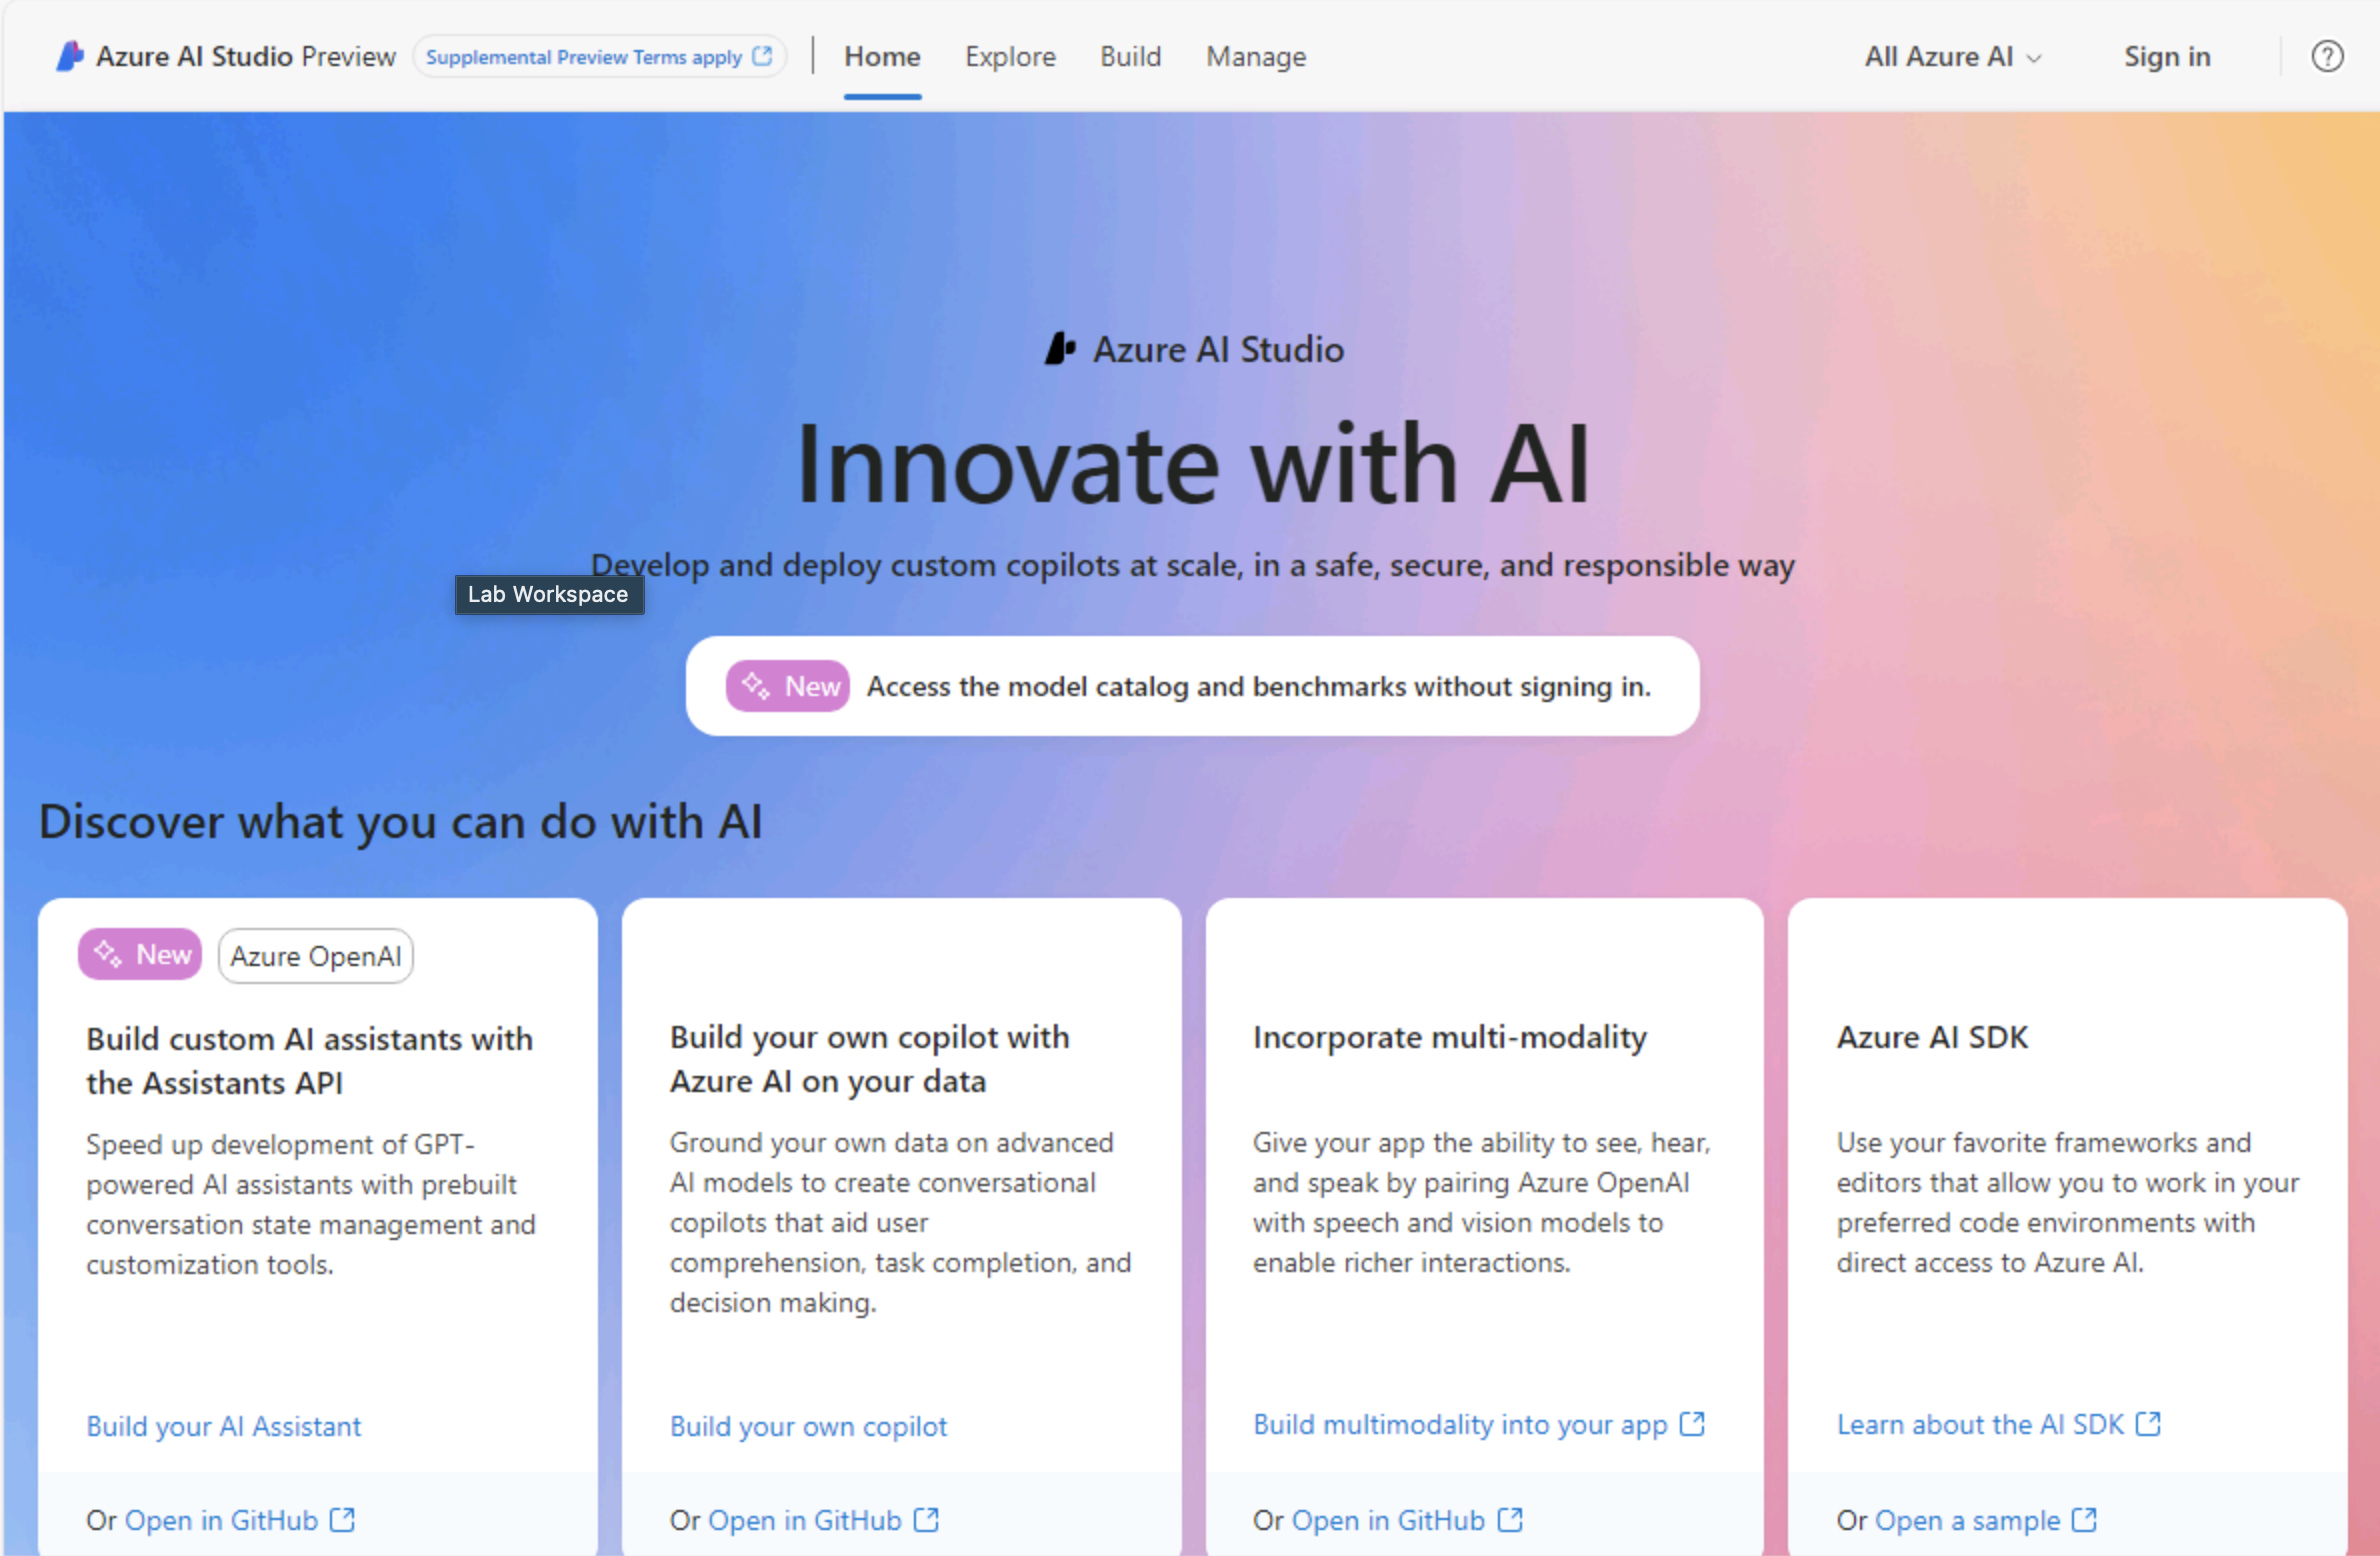 Azure AI Studio Preview
Supplemental Preview Terms apply
Home
Explore
Build
Manage
All Azure AI
Sign in
?
Azure AI Studio
Innovate with AI
Develop and deploy custom copilots at scale, in a safe, secure, and responsible way
Lab Workspace
New
Access the model catalog and benchmarks without signing in.
Discover what you can do with AI
New
Azure OpenAI
Build custom AI assistants with
the Assistants API
Speed up development of GPT-
powered AI assistants with prebuilt
conversation state management and
customization tools.
Build your AI Assistant
Or Open in GitHub
Build your own copilot with
Azure AI on your data
Ground your own data on advanced
AI models to create conversational
copilots that aid user
comprehension, task completion, and
decision making.
Build your own copilot
Or Open in GitHub
Incorporate multi-modality
Give your app the ability to see, hear,
and speak by pairing Azure OpenAI
with speech and vision models to
enable richer interactions.
Build multimodality into your app
Or Open in GitHub
Azure AI SDK
Use your favorite frameworks and
editors that allow you to work in your
preferred code environments with
direct access to Azure AI.
Learn about the AI SDK
Or Open a sample